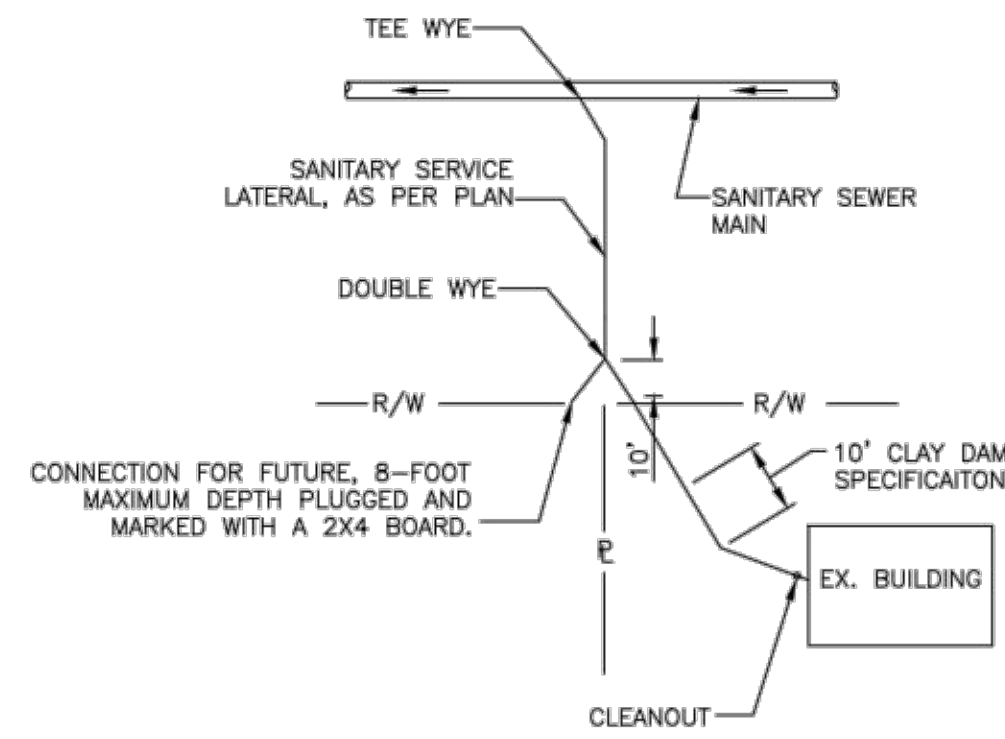 TEE WYE
SANITARY SERVICE
LATERAL, AS PER PLAN
SANITARY SEWER
MAIN
DOUBLE WYE
R/W
R/W
10'
10' CLAY DAM
SPECIFICAITON
CONNECTION FOR FUTURE, 8-FOOT
MAXIMUM DEPTH PLUGGED AND
MARKED WITH A 2X4 BOARD.
℄
EX. BUILDING
CLEANOUT